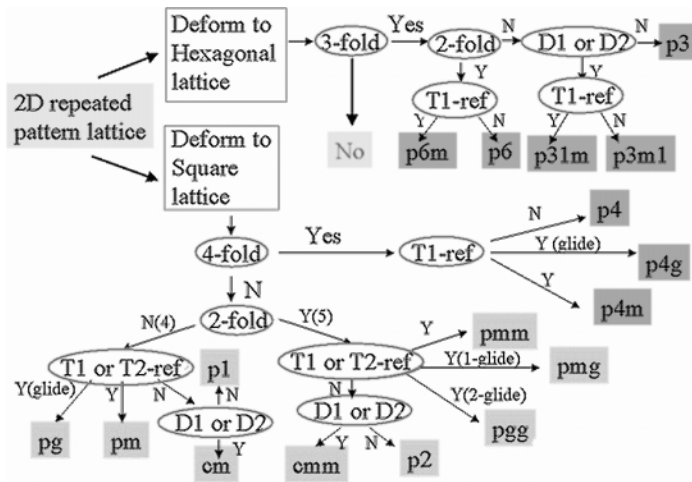 Deform to
Hexagonal
lattice
3-fold
Yes
2-fold
N
D1 or D2
N
p3
2D repeated
pattern lattice
Y
Y
T1-ref
T1-ref
Y
N
Y
N
No
p6m
p6
p31m
p3m1
Deform to
Square
lattice
4-fold
Yes
T1-ref
N
p4
Y (glide)
p4g
Y
p4m
N
2-fold
N(4)
Y(5)
T1 or T2-ref
p1
T1 or T2-ref
Y
pmm
Y(1-glide)
pmg
Y(2-glide)
pgg
Y(glide)
Y
N
N
N
pg
pm
D1 or D2
D1 or D2
Y
cm
Y
N
cmm
p2